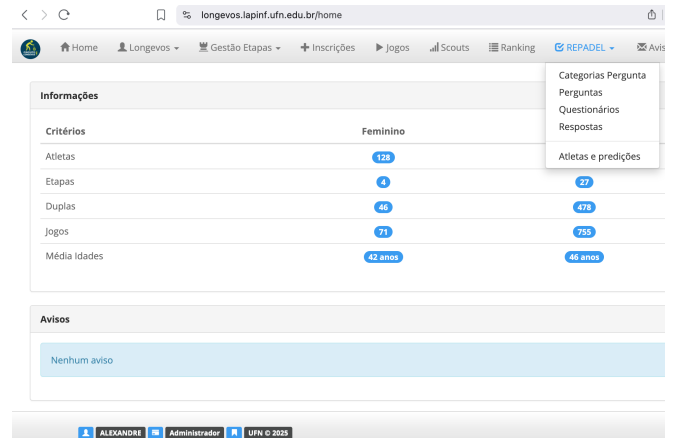 longevos.lapinf.ufn.edu.br/home
Home Longevos Gestão Etapas Inscrições Jogos Scouts Ranking REPADEL Avis
Categorias Pergunta
Perguntas
Questionários
Respostas
Atletas e predições
Informações
Critérios Feminino
Atletas 128
Etapas 4 27
Duplas 46 478
Jogos 71 755
Média Idades 42 anos 46 anos
Avisos
Nenhum aviso
ALEXANDRE Administrador UFN © 2025